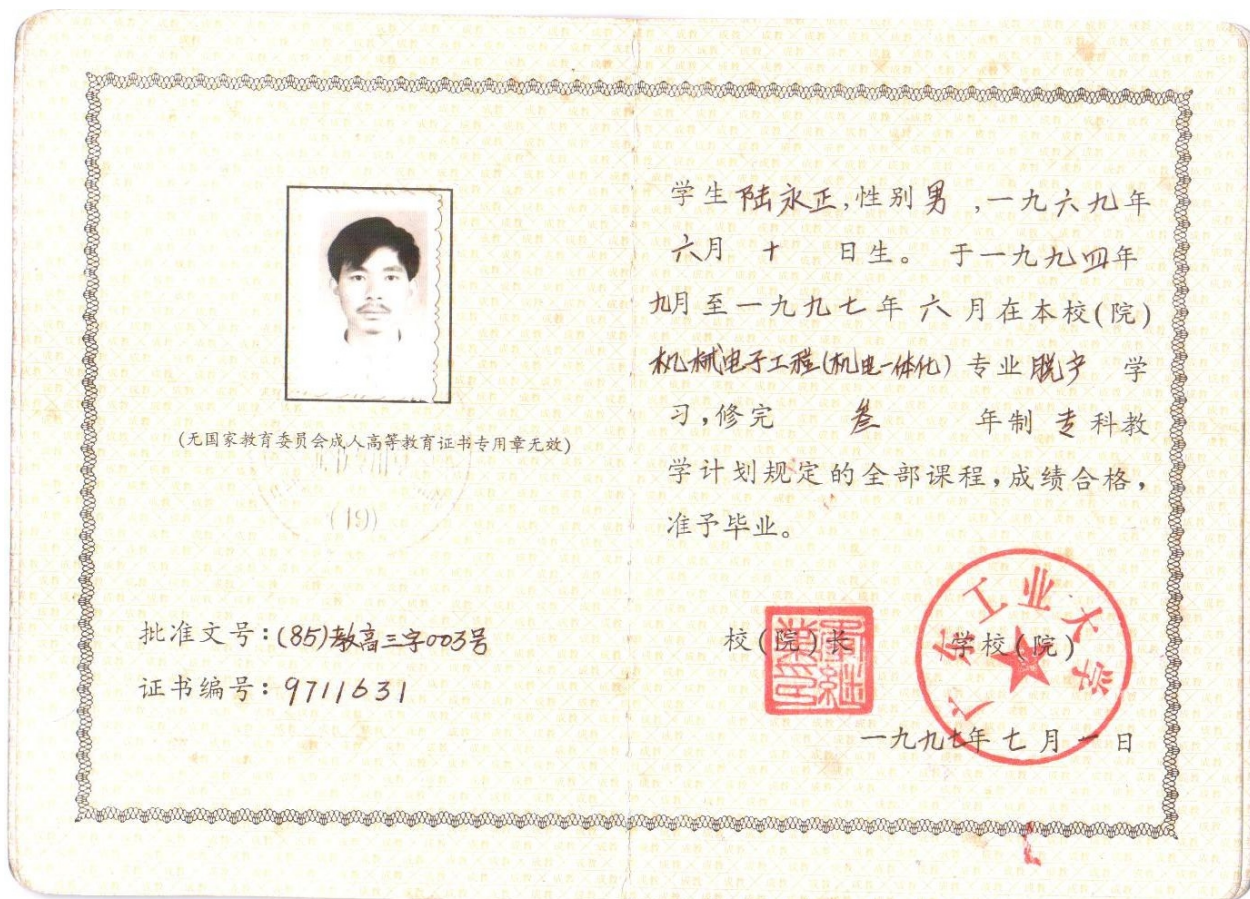 (无国家教育委员会成人高等教育证书专用章无效)
(19)
批准文号:(85)教高三字003号
证书编号:9711631
学生陆永正,性别男,一九六九年
六月十日生。于一九九四年
九月至一九九七年六月在本校(院)
机械电子工程(机电一体化)专业脱产学
习,修完叁年制专科教
学计划规定的全部课程,成绩合格,
准予毕业。
校(院)长
学校(院)
广东工业大学
一九九七年七月一日